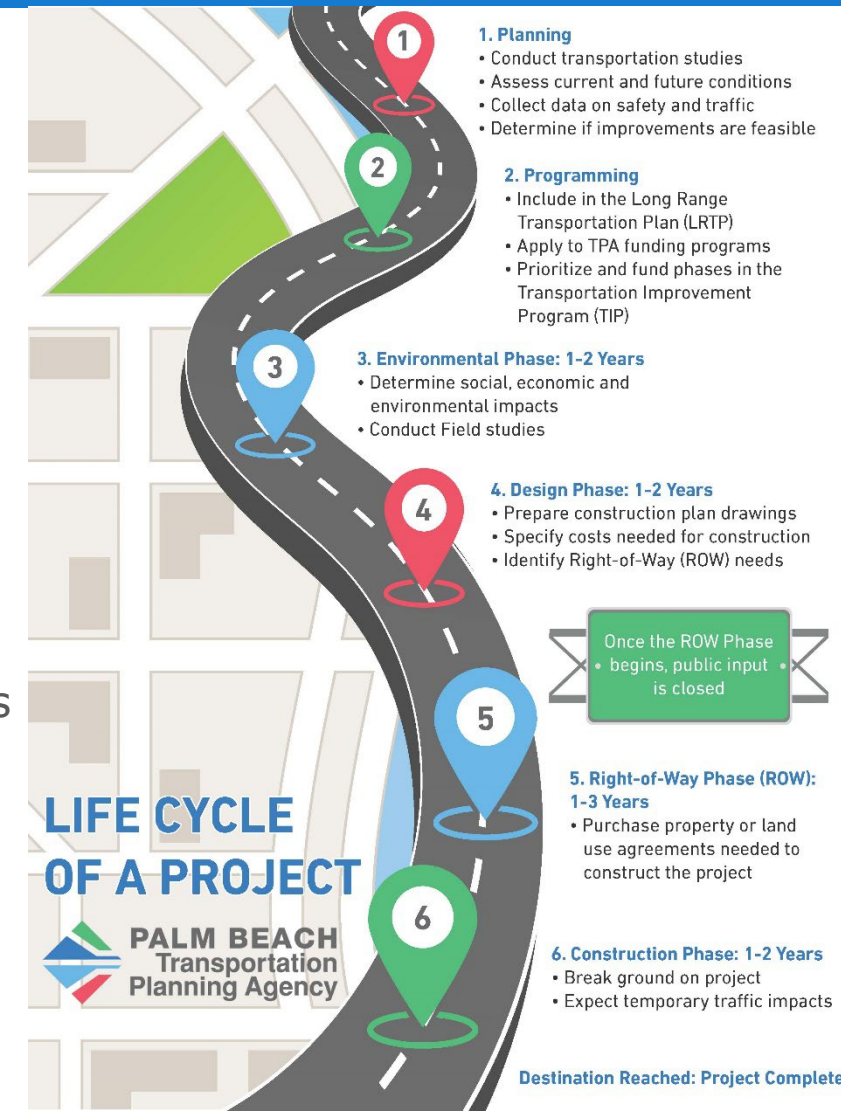 1
1. Planning
• Conduct transportation studies
• Assess current and future conditions
• Collect data on safety and traffic
• Determine if improvements are feasible
2
2. Programming
• Include in the Long Range
Transportation Plan (LRTP)
• Apply to TPA funding programs
• Prioritize and fund phases in the
Transportation Improvement
Program (TIP)
3
3. Environmental Phase: 1-2 Years
• Determine social, economic and
environmental impacts
• Conduct Field studies
4
4. Design Phase: 1-2 Years
• Prepare construction plan drawings
• Specify costs needed for construction
• Identify Right-of-Way (ROW) needs
Once the ROW Phase
begins, public input
is closed
s
5
5. Right-of-Way Phase (ROW):
1-3 Years
• Purchase property or land
use agreements needed to
construct the project
LIFE CYCLE
OF A PROJECT
PALM BEACH
Transportation
Planning Agency
6
6. Construction Phase: 1-2 Years
• Break ground on project
• Expect temporary traffic impacts
Destination Reached: Project Complete